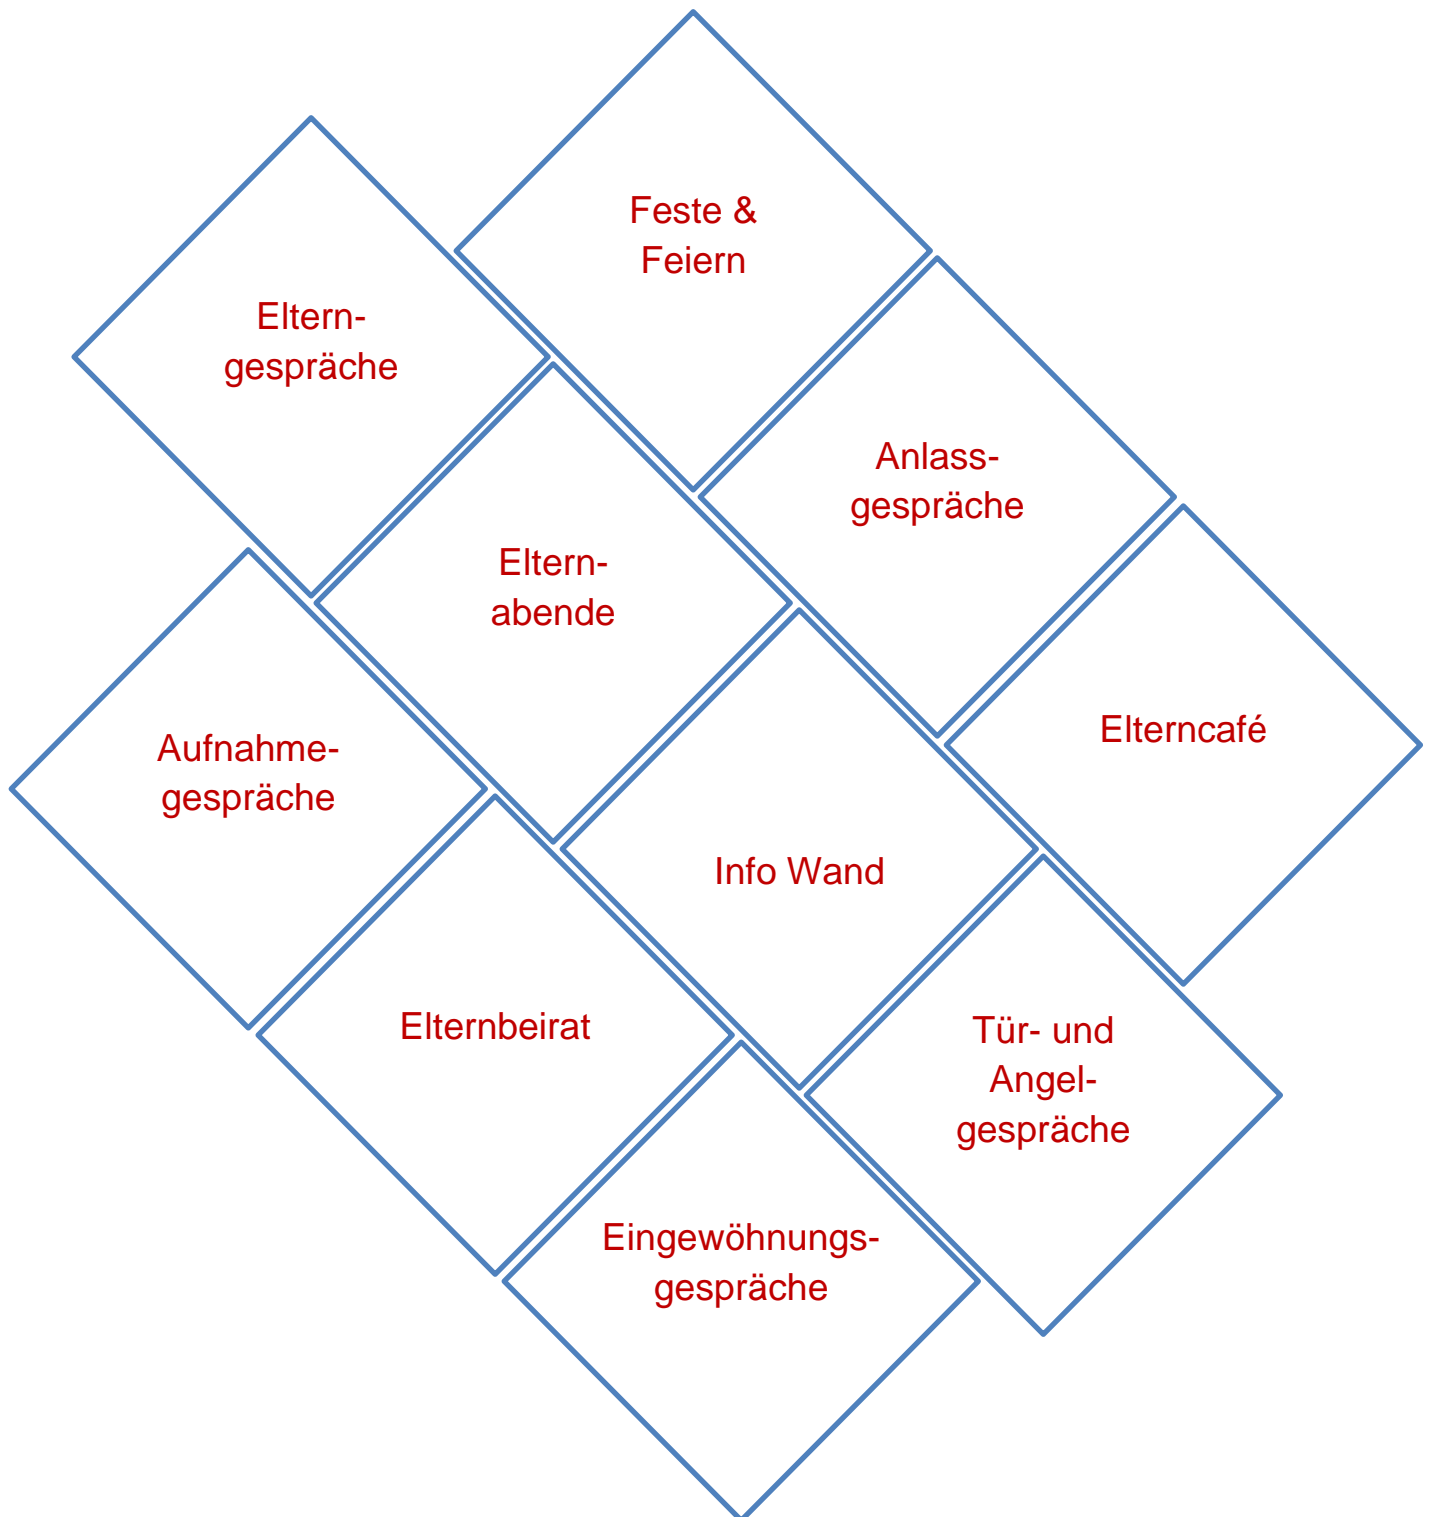 Feste &
Feiern
Eltern-
gespräche
Anlass-
gespräche
Eltern-
abende
Elterncafé
Aufnahme-
gespräche
Info Wand
Elternbeirat
Tür- und
Angel-
gespräche
Eingewöhnungs-
gespräche